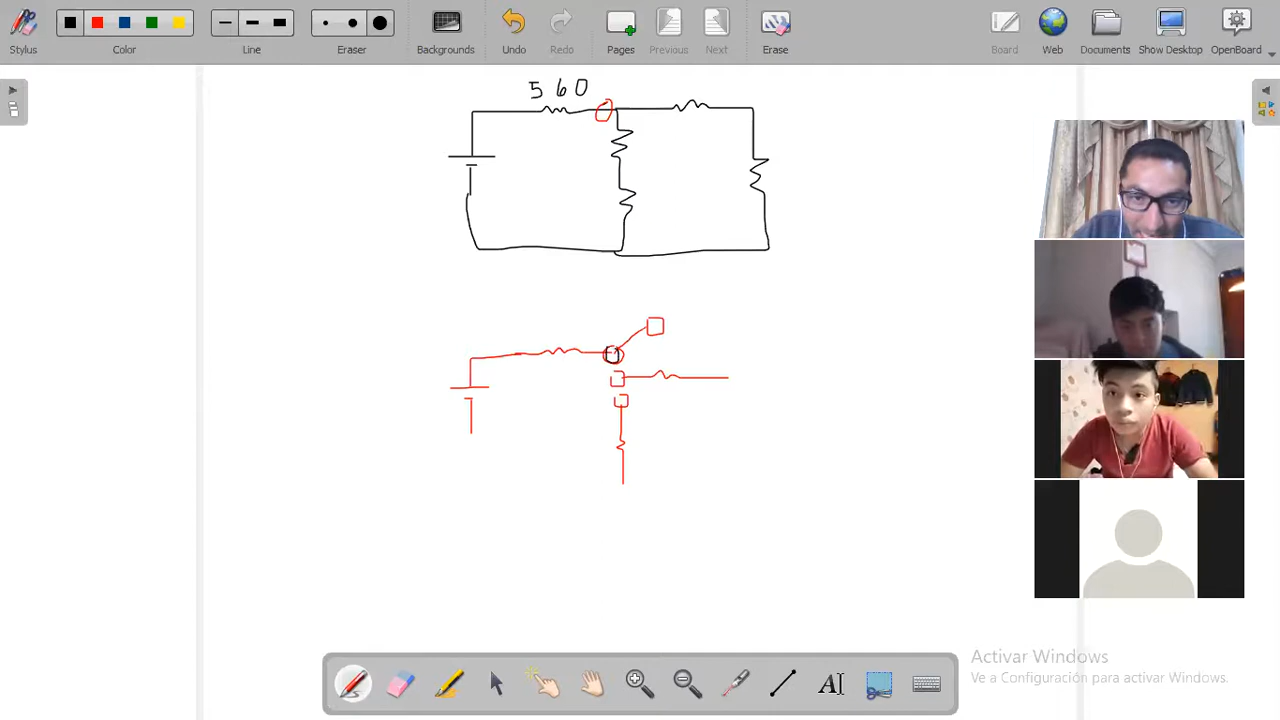 Stylus
Color
Line
Eraser
Backgrounds
Undo
Redo
Pages
Previous
Next
Erase
Board
Web
Documents
Show Desktop
OpenBoard
560
A
Activar Windows
Ve a Configuración para activar Windows.